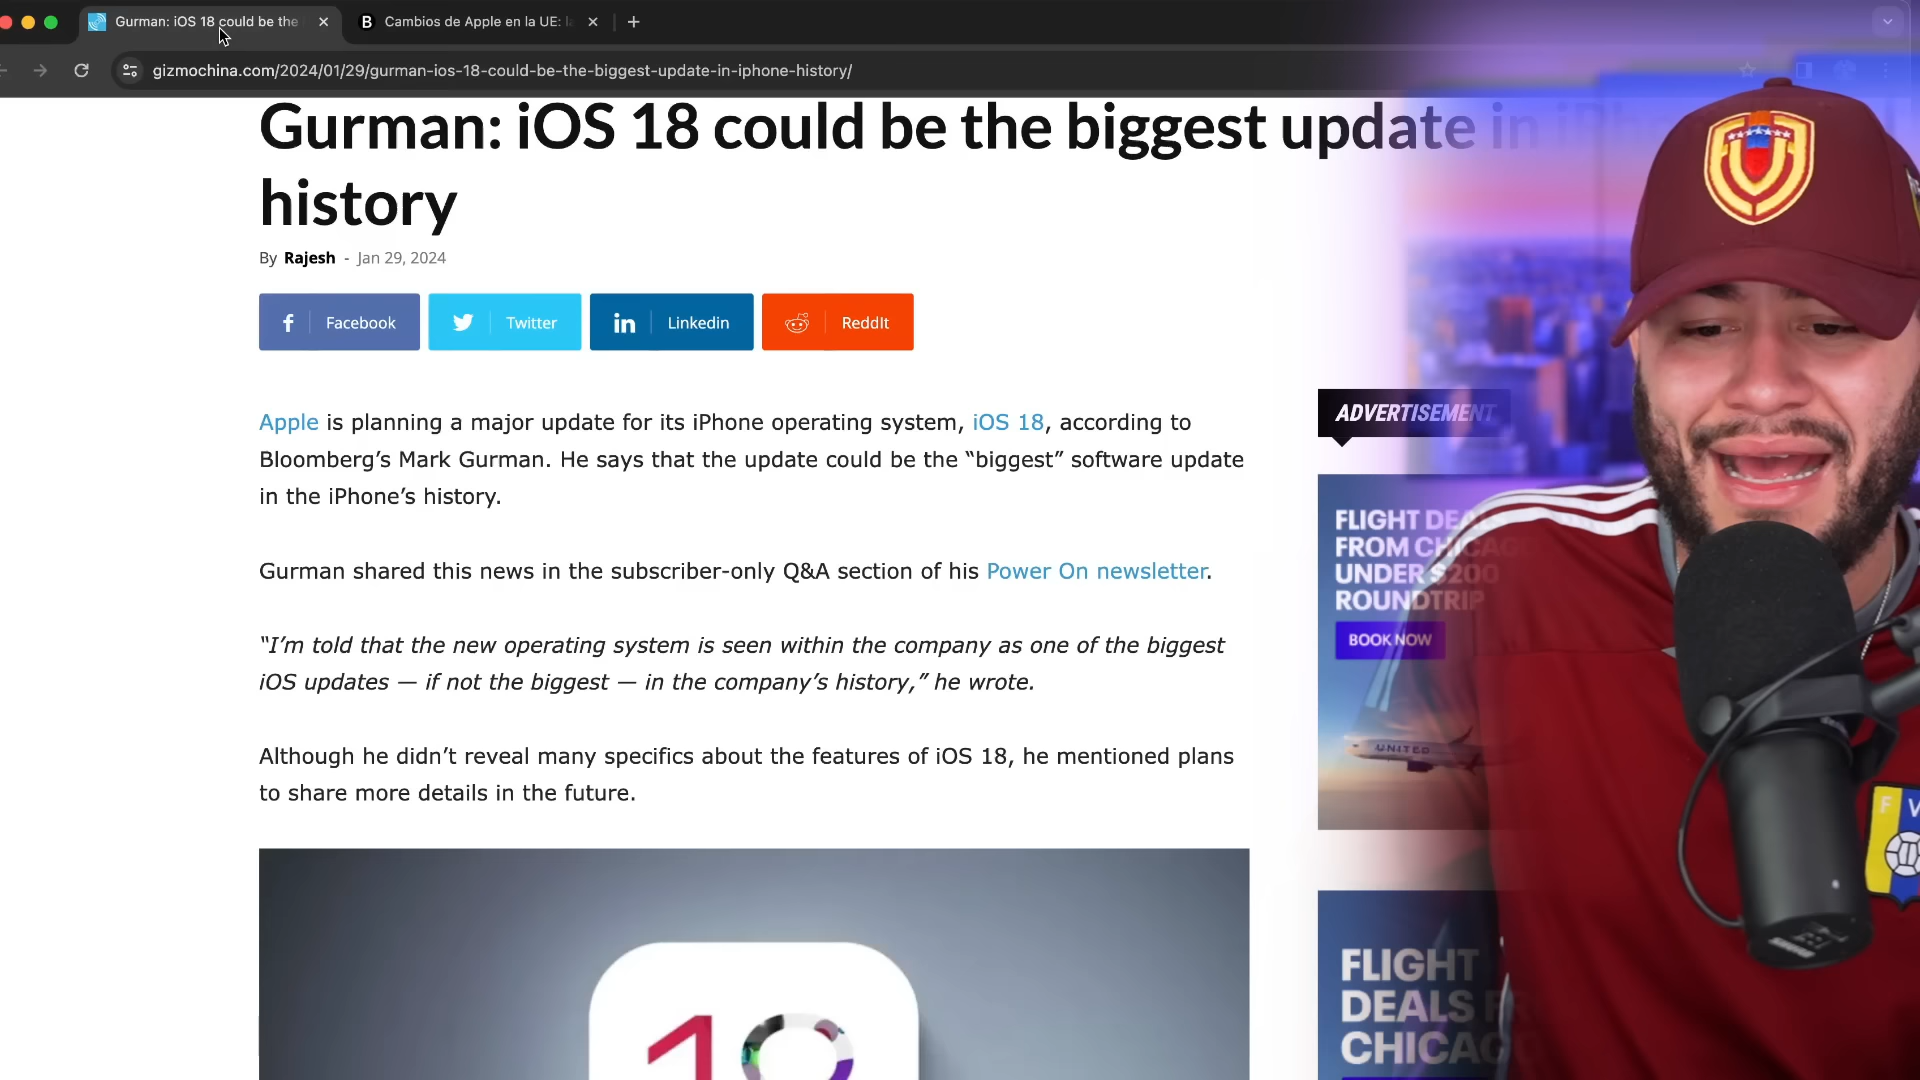 Gurman: iOS 18 could be the
Cambios de Apple en la UE: la
gizmochina.com/2024/01/29/gurman-ios-18-could-be-the-biggest-update-in-iphone-history/
Gurman: iOS 18 could be the biggest update in
history
By Rajesh - Jan 29, 2024
Facebook
Twitter
Linkedin
ReddIt
Apple is planning a major update for its iPhone operating system, iOS 18, according to
Bloomberg’s Mark Gurman. He says that the update could be the “biggest” software update
in the iPhone’s history.
Gurman shared this news in the subscriber-only Q&A section of his Power On newsletter.
“I’m told that the new operating system is seen within the company as one of the biggest
iOS updates — if not the biggest — in the company’s history,” he wrote.
Although he didn’t reveal many specifics about the features of iOS 18, he mentioned plans
to share more details in the future.
18
ADVERTISEMENT
FLIGHT DEALS
FROM CHICAGO
UNDER $200
ROUNDTRIP
BOOK NOW
UNITED
FLIGHT
DEALS FROM
CHICAGO
F V